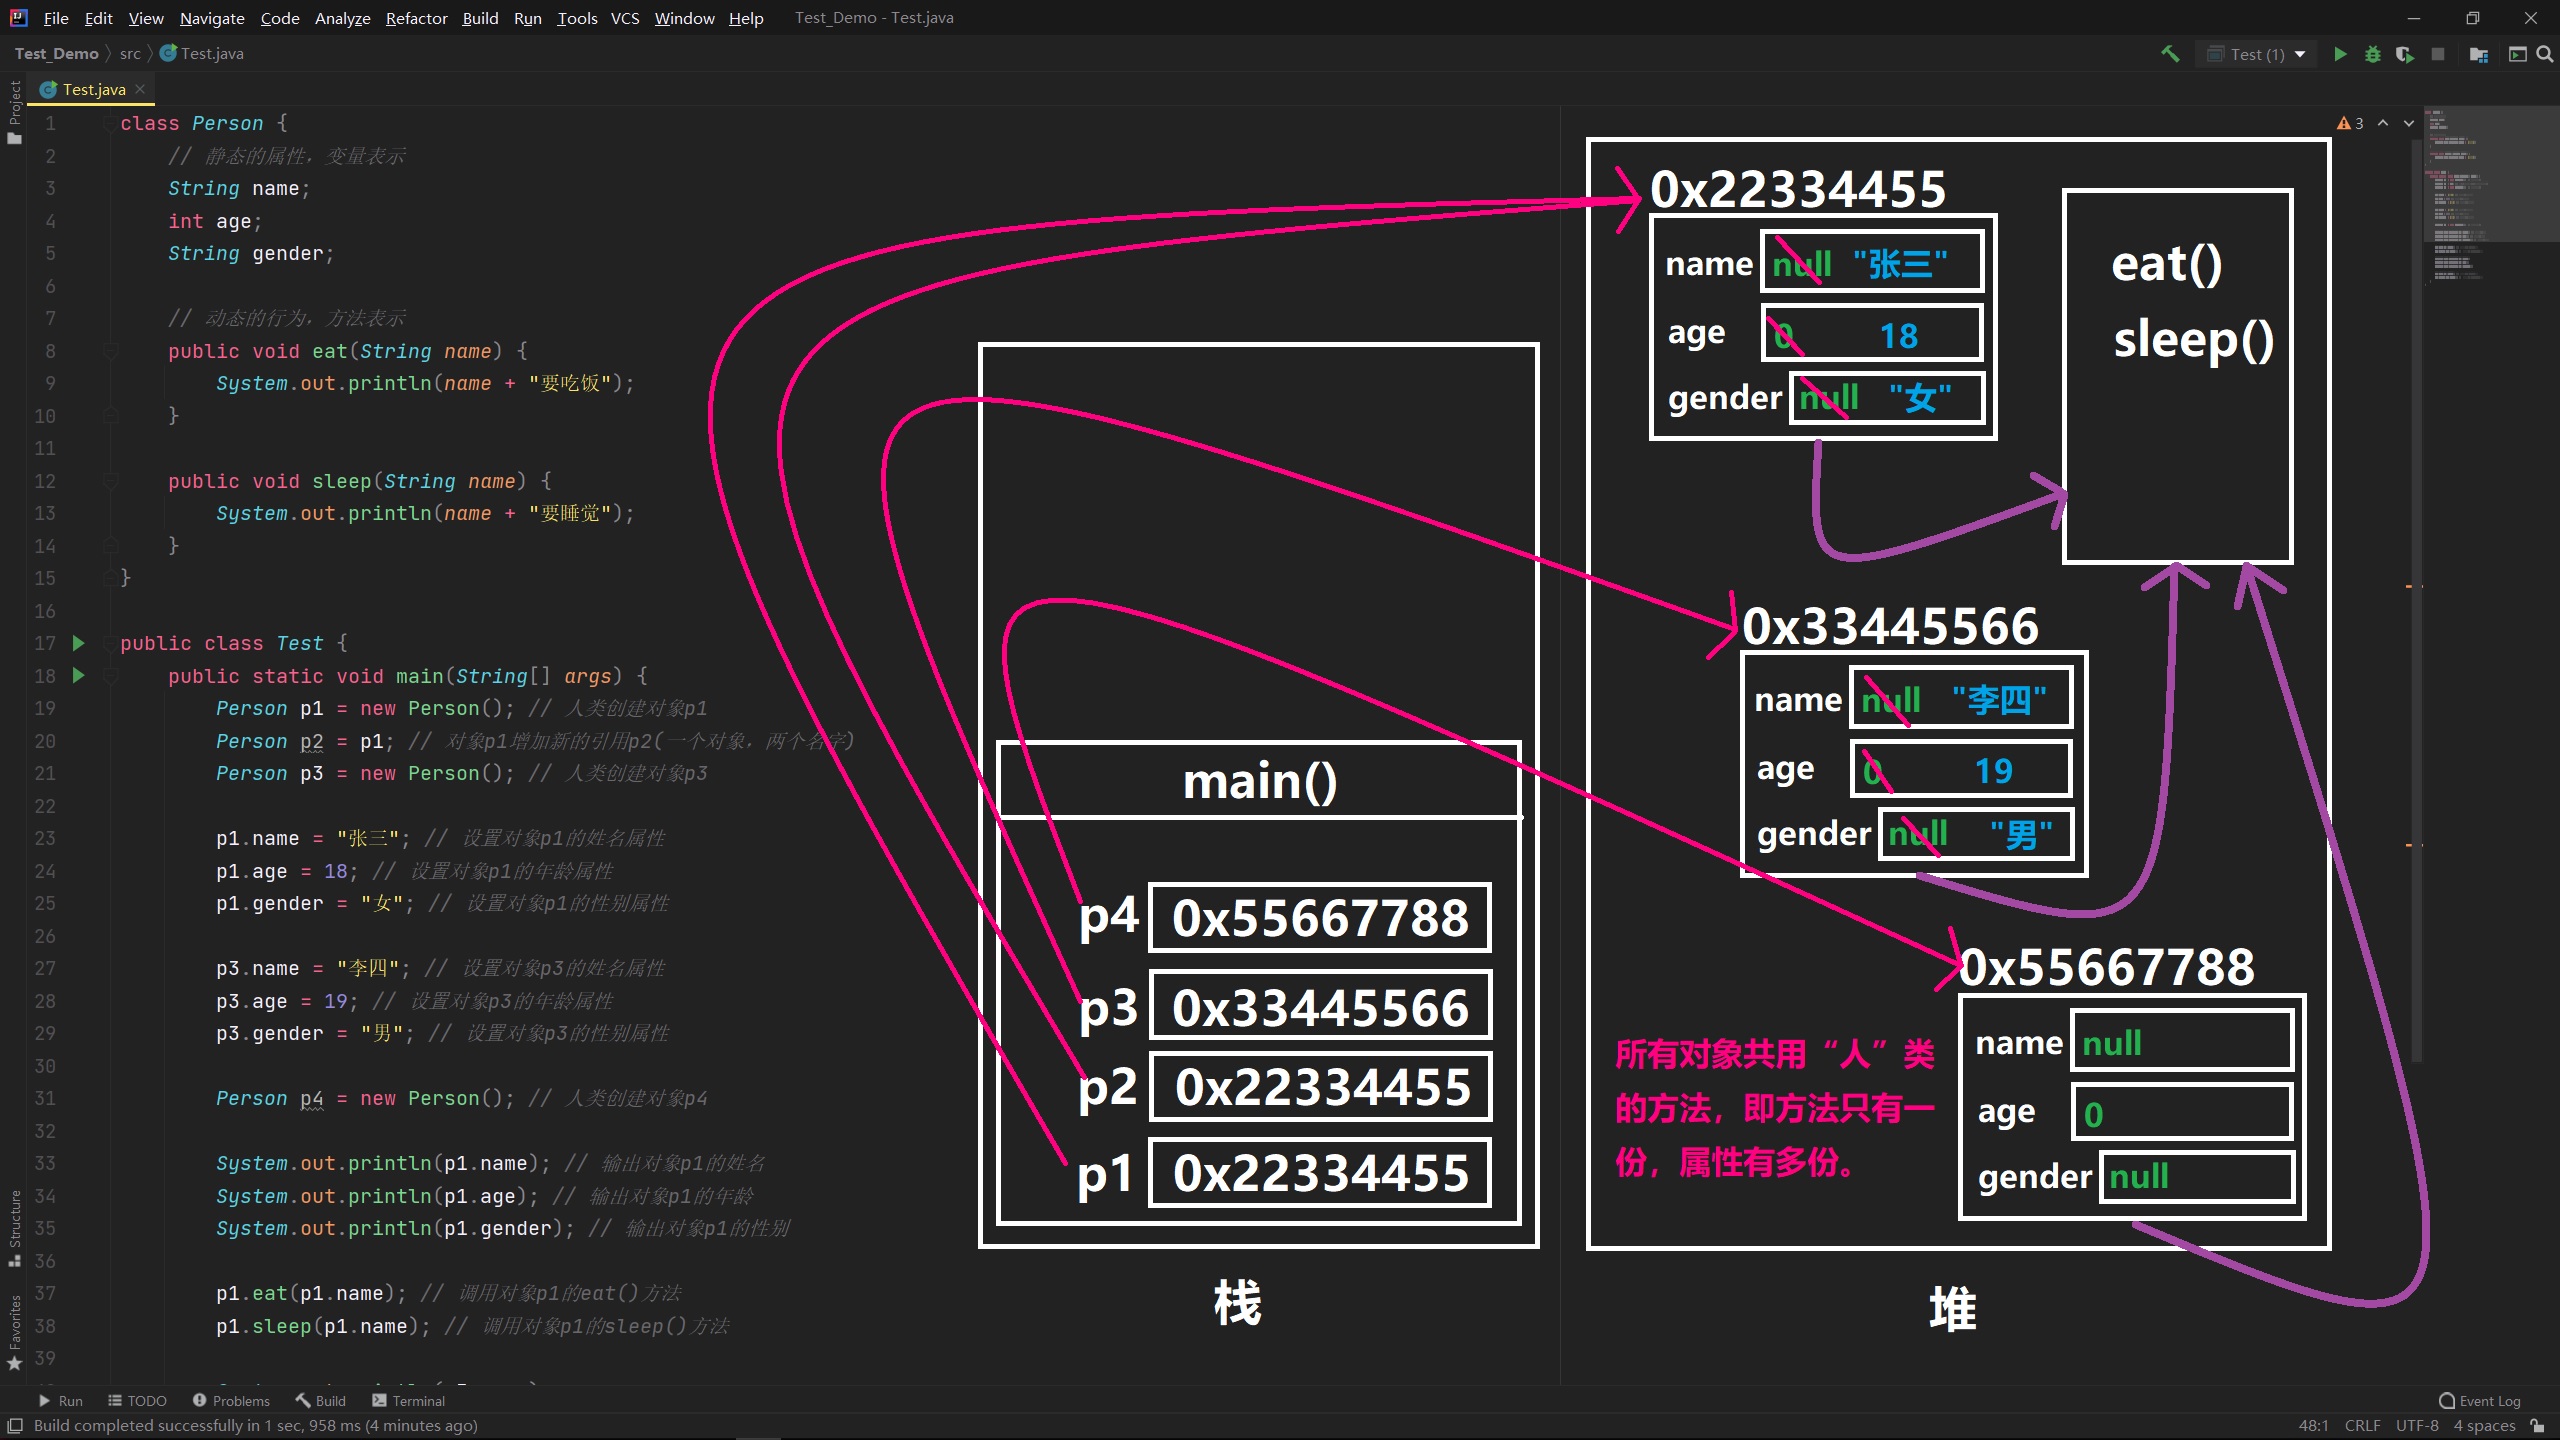 File Edit View Navigate Code Analyze Refactor Build Run Tools VCS Window Help Test_Demo - Test.java
Test_Demo src Test.java Test (1)
Project
Test.java
3
1 class Person {
2 // 静态的属性，变量表示
3 String name;
4 int age;
5 String gender;
6
7 // 动态的行为，方法表示
8 public void eat(String name) {
9 System.out.println(name + "要吃饭");
10 }
11
12 public void sleep(String name) {
13 System.out.println(name + "要睡觉");
14 }
15 }
16
17 public class Test {
18 public static void main(String[] args) {
19 Person p1 = new Person(); // 人类创建对象p1
20 Person p2 = p1; // 对象p1增加新的引用p2(一个对象，两个名字)
21 Person p3 = new Person(); // 人类创建对象p3
22
23 p1.name = "张三"; // 设置对象p1的姓名属性
24 p1.age = 18; // 设置对象p1的年龄属性
25 p1.gender = "女"; // 设置对象p1的性别属性
26
27 p3.name = "李四"; // 设置对象p3的姓名属性
28 p3.age = 19; // 设置对象p3的年龄属性
29 p3.gender = "男"; // 设置对象p3的性别属性
30
31 Person p4 = new Person(); // 人类创建对象p4
32
33 System.out.println(p1.name); // 输出对象p1的姓名
34 System.out.println(p1.age); // 输出对象p1的年龄
35 System.out.println(p1.gender); // 输出对象p1的性别
36
37 p1.eat(p1.name); // 调用对象p1的eat()方法
38 p1.sleep(p1.name); // 调用对象p1的sleep()方法
39
main()
p4 0x55667788
p3 0x33445566
p2 0x22334455
p1 0x22334455
栈
0x22334455
name null "张三"
age 0 18
gender null "女"
eat()
sleep()
0x33445566
name null "李四"
age 0 19
gender null "男"
0x55667788
name null
age 0
gender null
所有对象共用“人”类
的方法，即方法只有一
份，属性有多份。
堆
Structure
Favorites
Run TODO Problems Build Terminal Event Log
Build completed successfully in 1 sec, 958 ms (4 minutes ago) 48:1 CRLF UTF-8 4 spaces